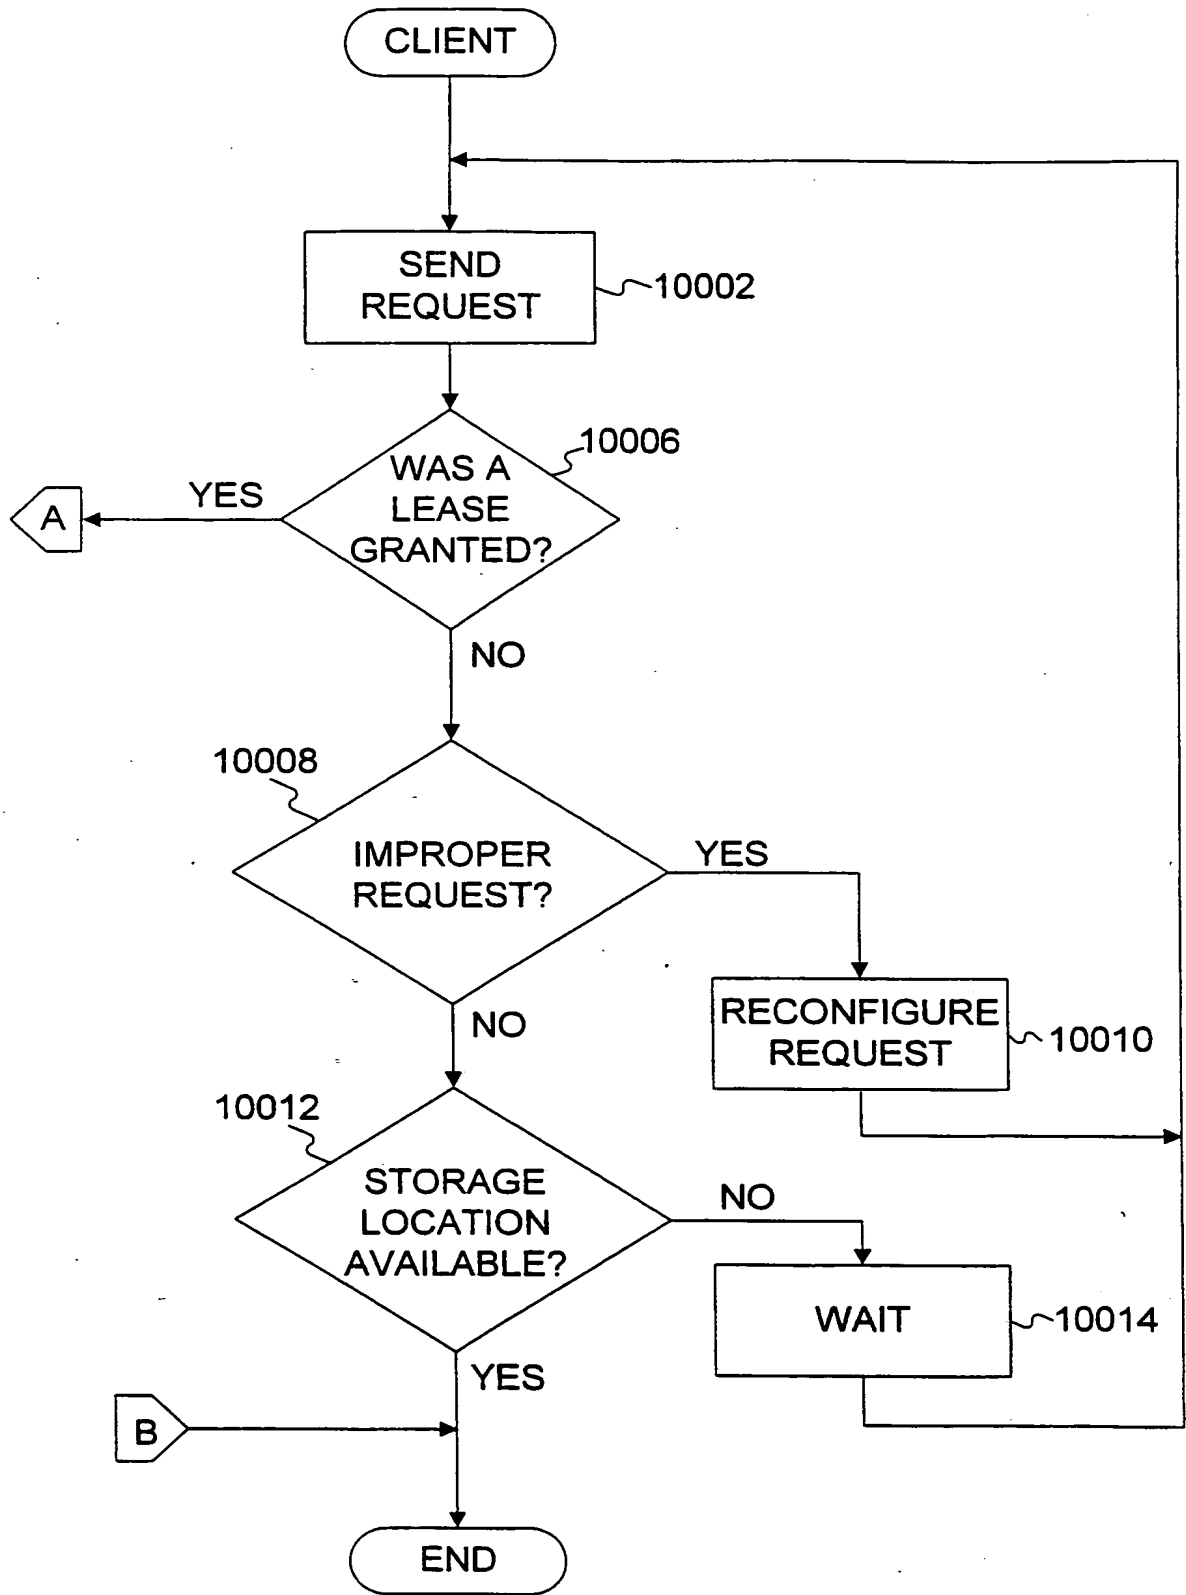 CLIENT
SEND
REQUEST
10002
10006
WAS A
LEASE
GRANTED?
YES
A
NO
10008
IMPROPER
REQUEST?
YES
RECONFIGURE
REQUEST
10010
NO
10012
STORAGE
LOCATION
AVAILABLE?
NO
WAIT
10014
YES
B
END